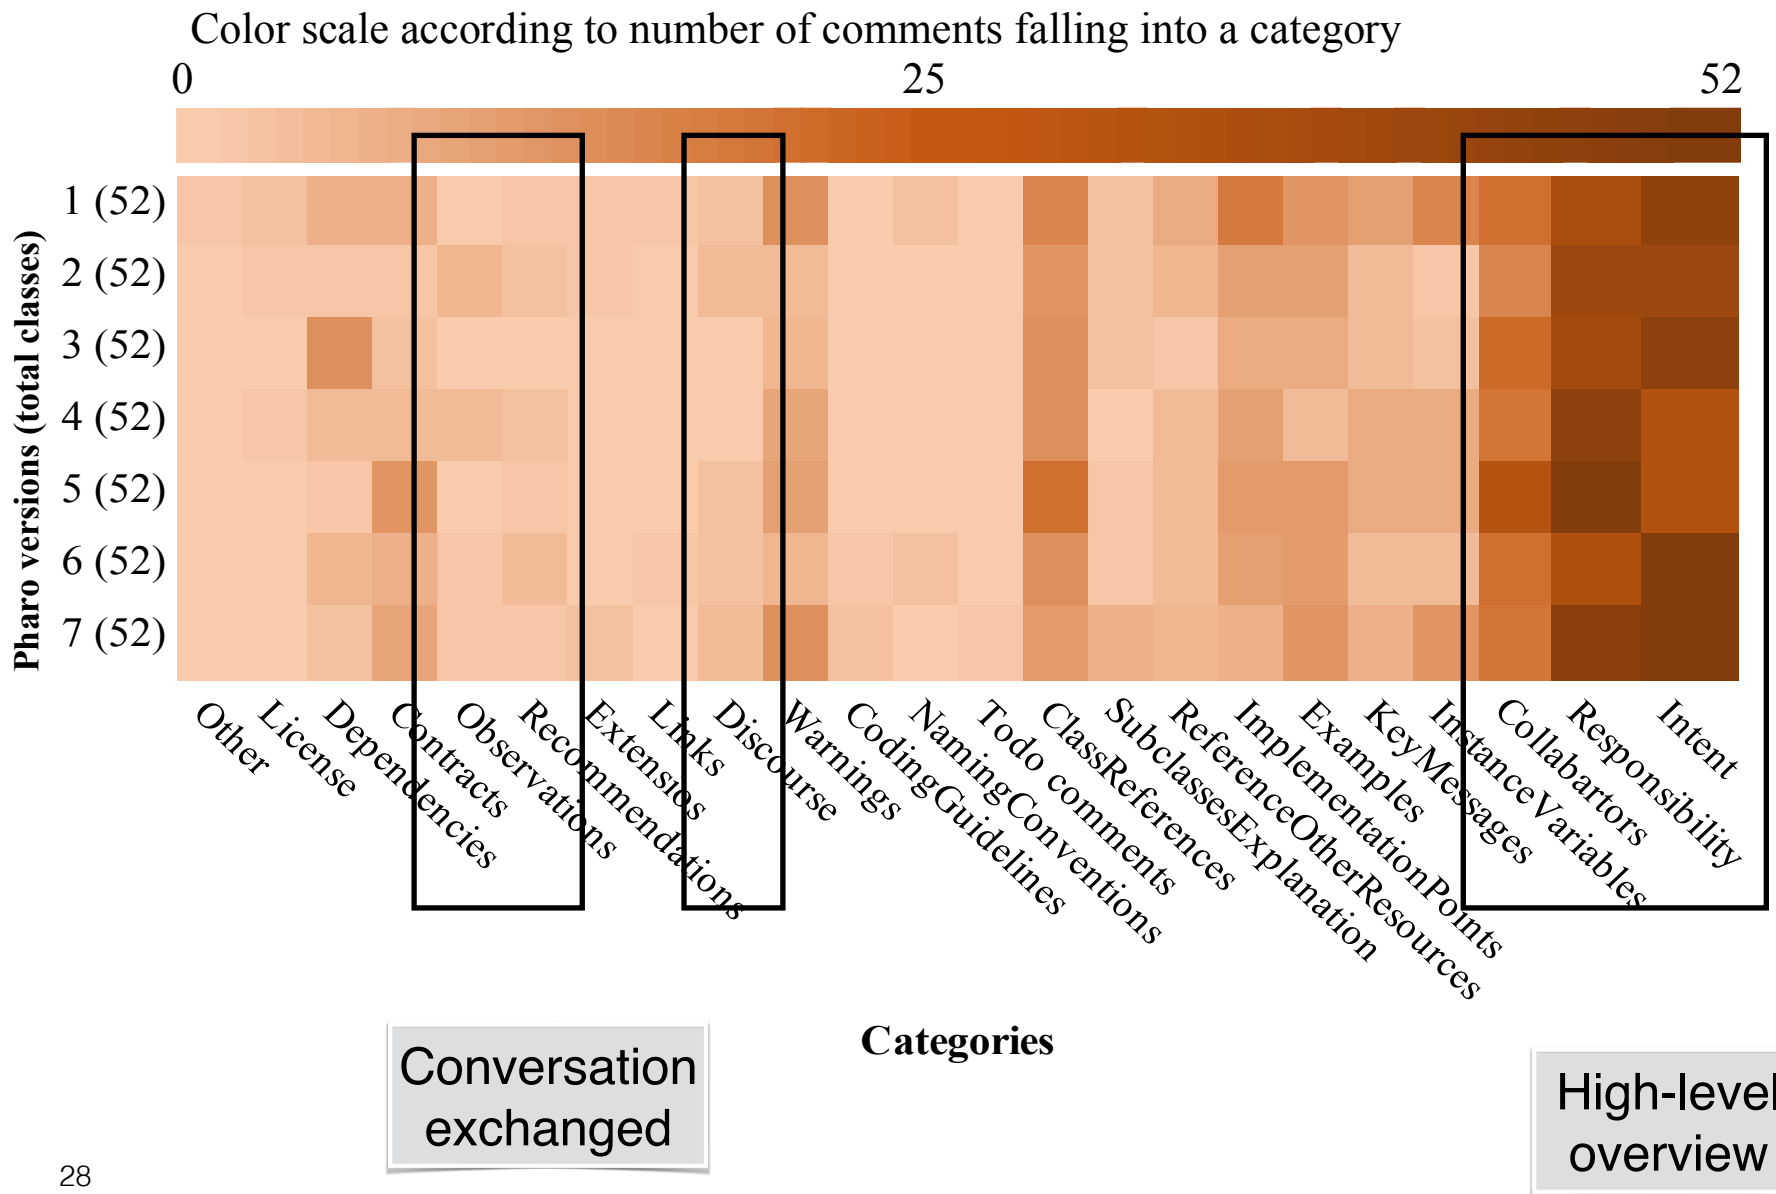 Color scale according to number of comments falling into a category
0 25 52
Pharo versions (total classes)
1 (52)
2 (52)
3 (52)
4 (52)
5 (52)
6 (52)
7 (52)
Other
License
Dependencies
Contracts
Observations
Recommendations
Extensios
Links
Discourse
Warnings
CodingGuidelines
NamingConventions
Todo comments
ClassReferences
SubclassesExplanation
ReferenceOtherResources
ImplementationPoints
Examples
KeyMessages
InstanceVariables
Collabartors
Responsibility
Intent
Categories
Conversation
exchanged
High-level
overview
28